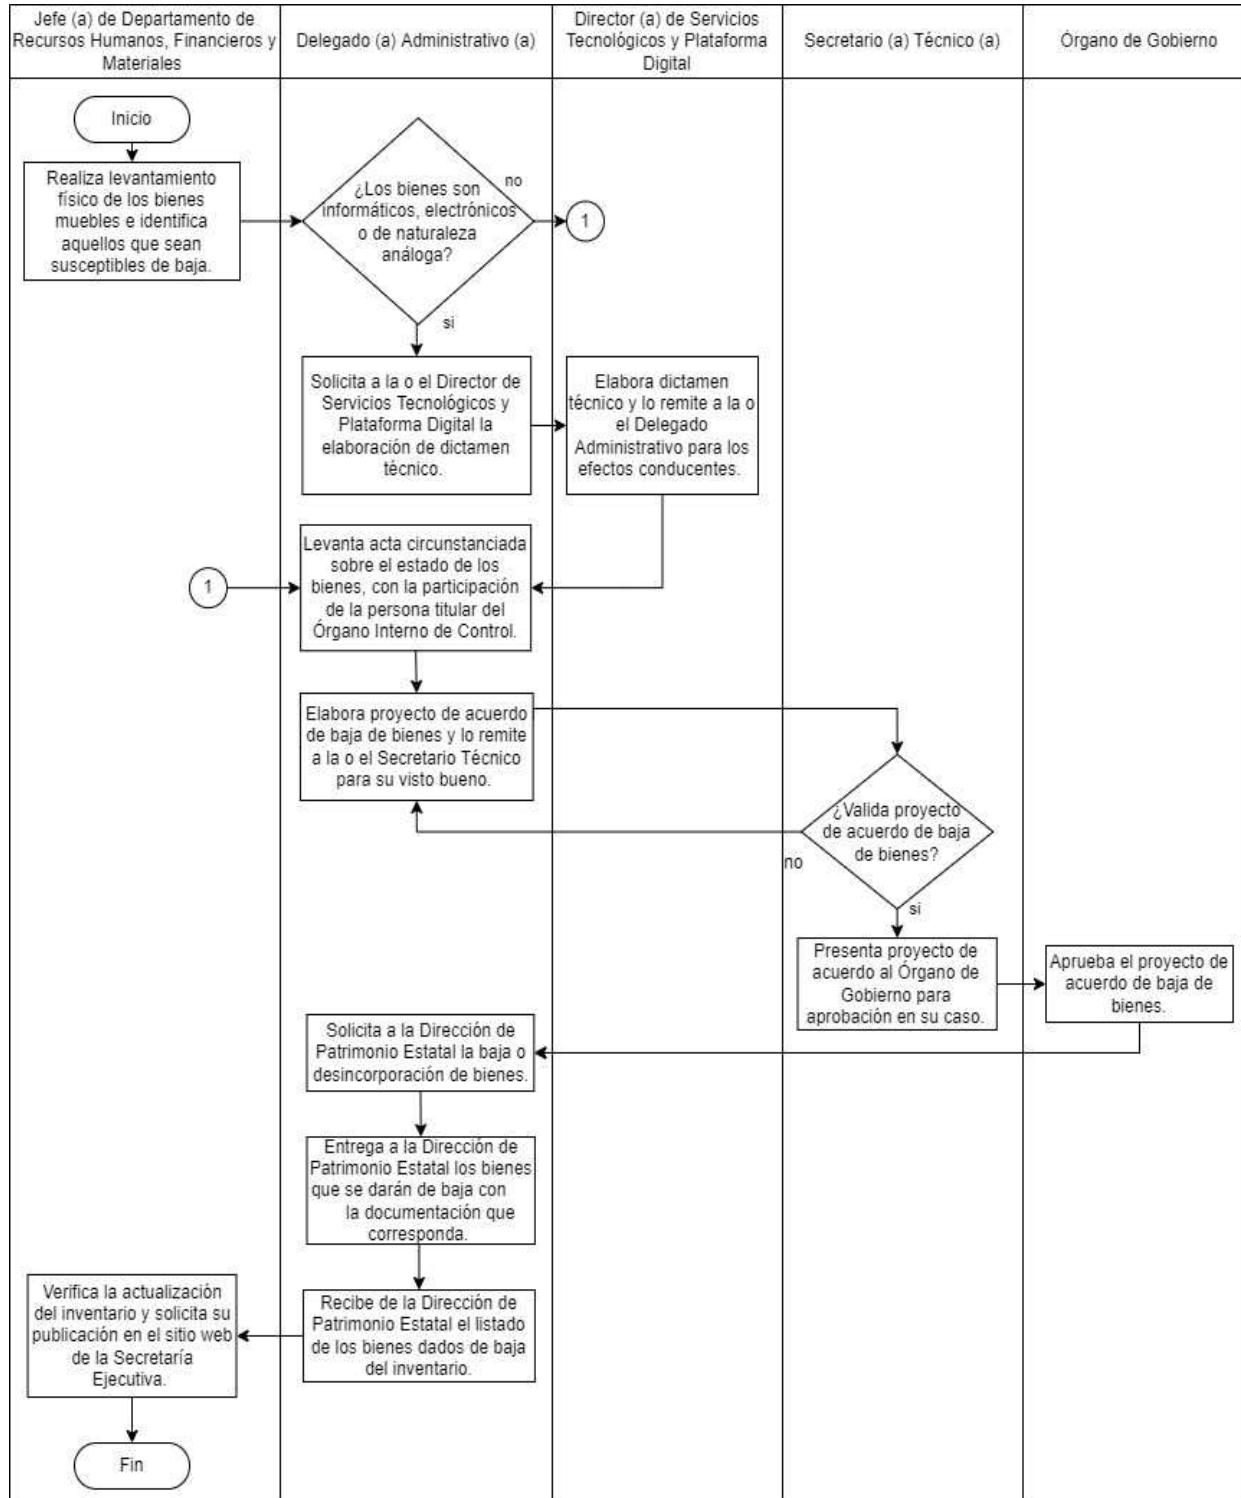 Jefe (a) de Departamento de
Recursos Humanos, Financieros y
Materiales
Delegado (a) Administrativo (a)
Director (a) de Servicios
Tecnológicos y Plataforma
Digital
Secretario (a) Técnico (a)
Órgano de Gobierno
Inicio
Realiza levantamiento
físico de los bienes
muebles e identifica
aquellos que sean
susceptibles de baja.
¿Los bienes son
informáticos, electrónicos
o de naturaleza
análoga?
no
1
si
Solicita a la o el Director de
Servicios Tecnológicos y
Plataforma Digital la
elaboración de dictamen
técnico.
Elabora dictamen
técnico y lo remite a la o
el Delegado
Administrativo para los
efectos conducentes.
1
Levanta acta circunstanciada
sobre el estado de los
bienes, con la participación
de la persona titular del
Órgano Interno de Control.
Elabora proyecto de acuerdo
de baja de bienes y lo remite
a la o el Secretario Técnico
para su visto bueno.
¿Valida proyecto
de acuerdo de baja
de bienes?
no
si
Presenta proyecto de
acuerdo al Órgano de
Gobierno para
aprobación en su caso.
Aprueba el proyecto de
acuerdo de baja de
bienes.
Solicita a la Dirección de
Patrimonio Estatal la baja o
desincorporación de bienes.
Entrega a la Dirección de
Patrimonio Estatal los bienes
que se darán de baja con
la documentación que
corresponda.
Recibe de la Dirección de
Patrimonio Estatal el listado
de los bienes dados de baja
del inventario.
Verifica la actualización
del inventario y solicita su
publicación en el sitio web
de la Secretaría
Ejecutiva.
Fin